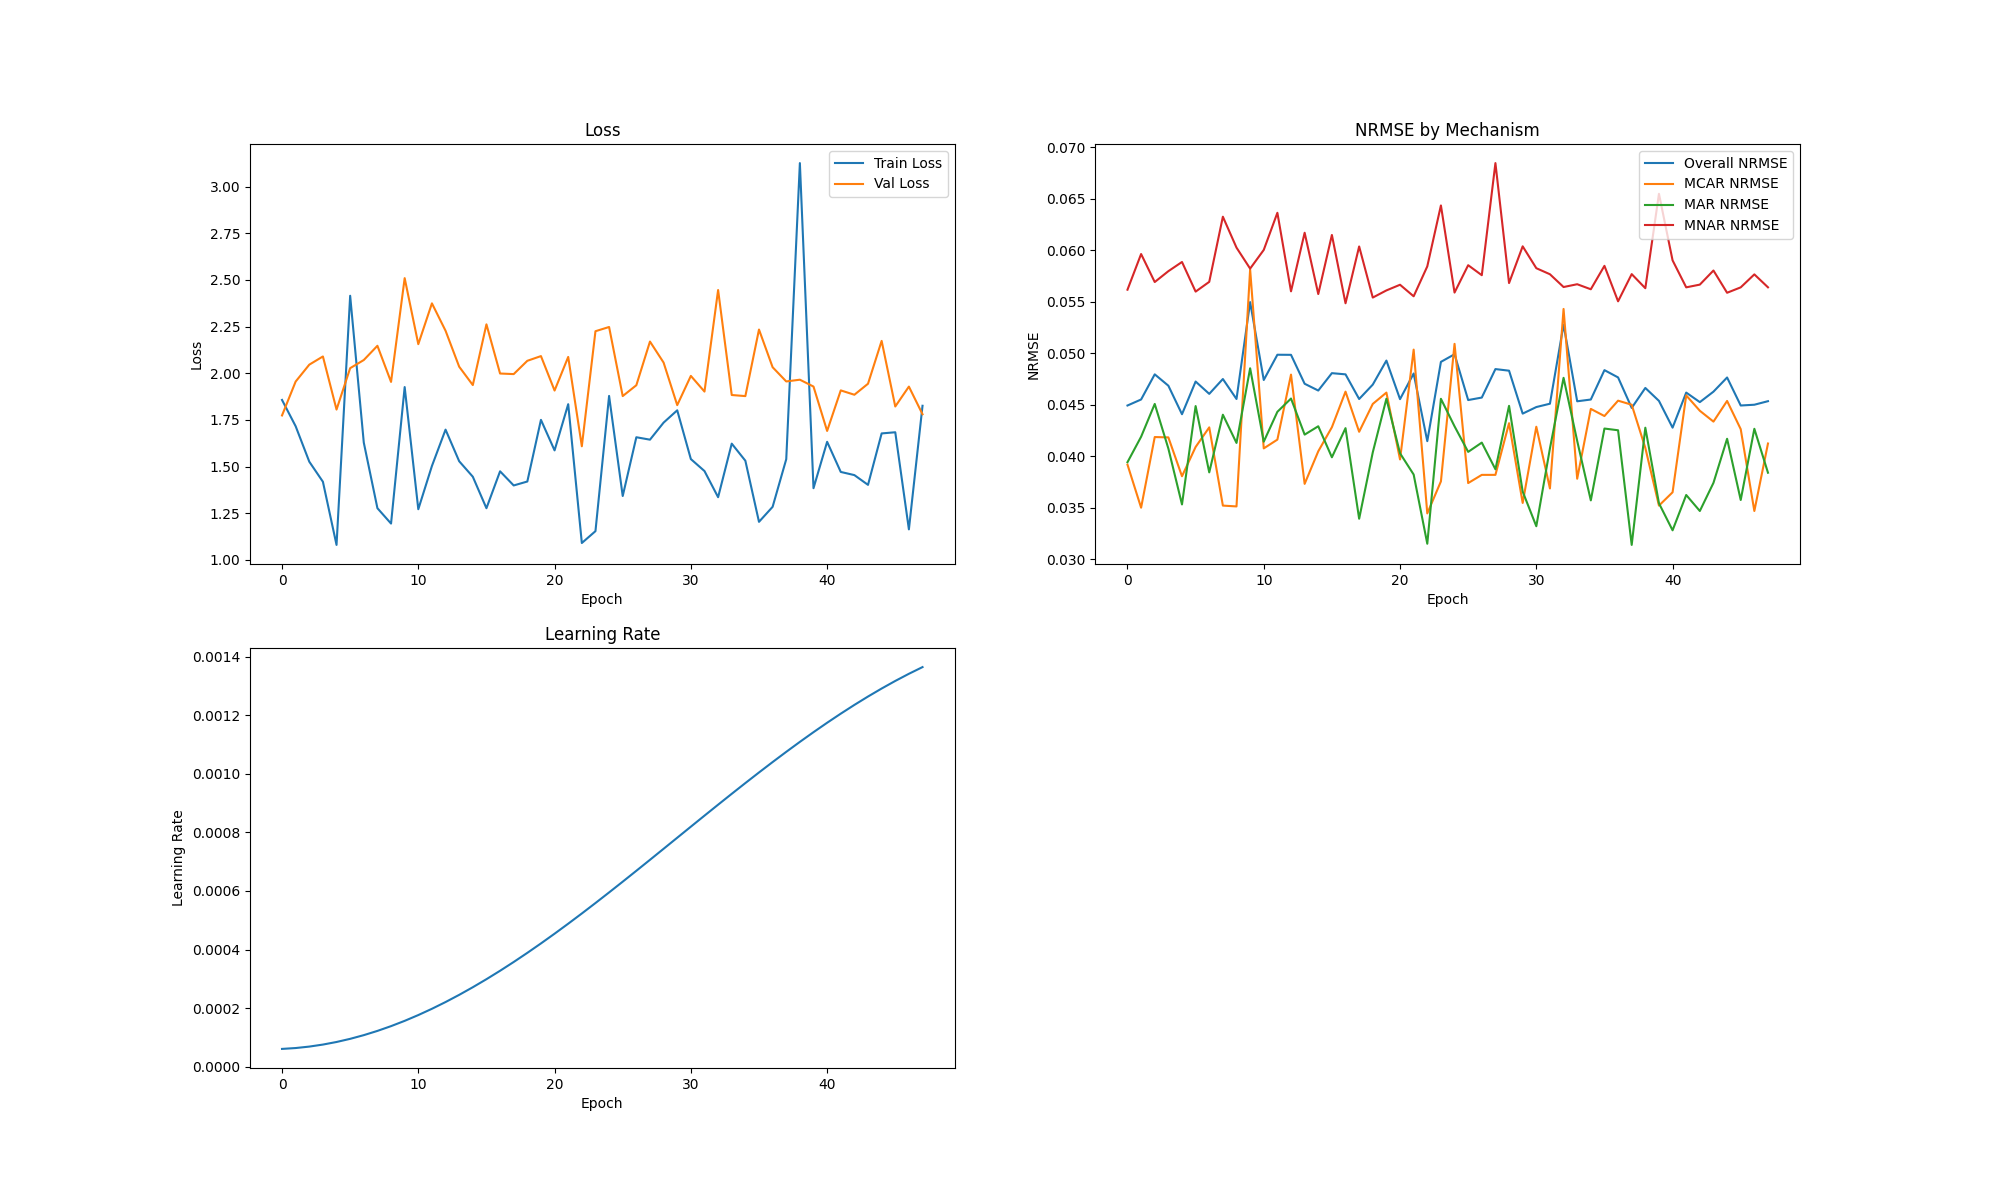 Loss
Train Loss
Val Loss
3.00
2.75
2.50
2.25
2.00
1.75
1.50
1.25
1.00
Loss
0
10
20
30
40
Epoch
NRMSE by Mechanism
Overall NRMSE
MCAR NRMSE
MAR NRMSE
MNAR NRMSE
0.070
0.065
0.060
0.055
0.050
0.045
0.040
0.035
0.030
NRMSE
0
10
20
30
40
Epoch
Learning Rate
0.0014
0.0012
0.0010
0.0008
0.0006
0.0004
0.0002
0.0000
Learning Rate
0
10
20
30
40
Epoch